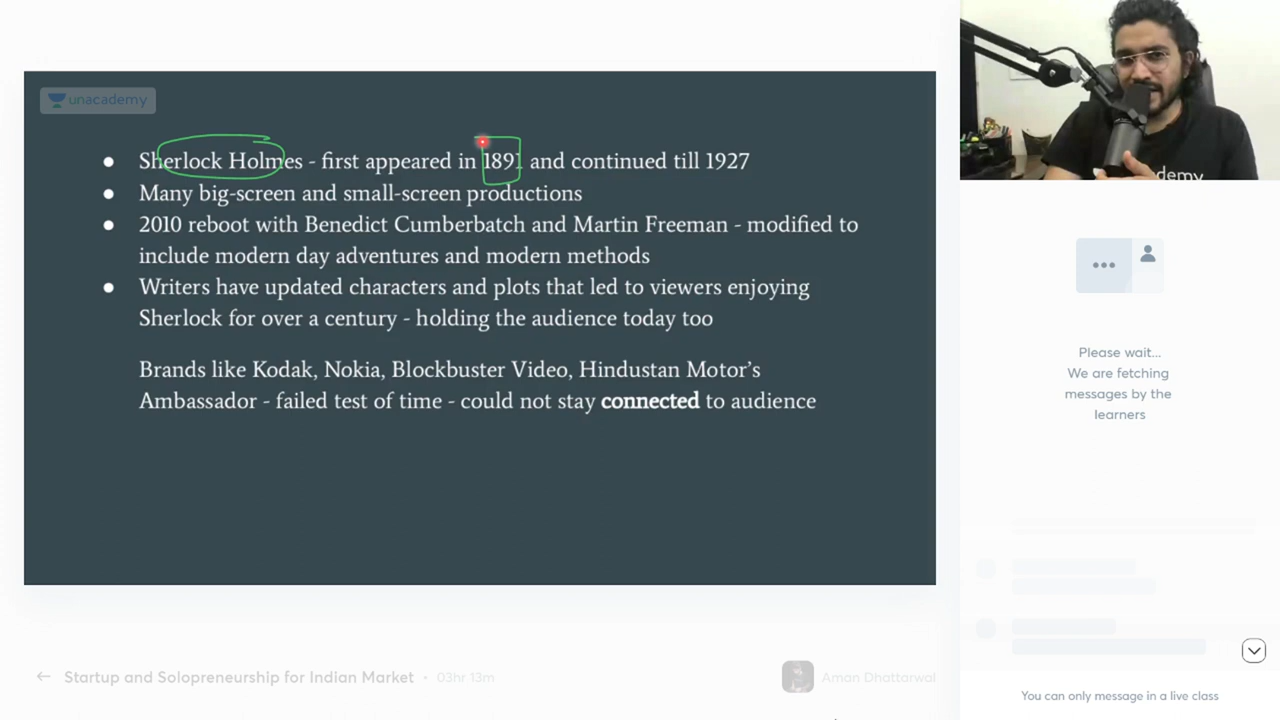 unacademy
● Sherlock Holmes - first appeared in 1891 and continued till 1927
● Many big-screen and small-screen productions
● 2010 reboot with Benedict Cumberbatch and Martin Freeman - modified to
include modern day adventures and modern methods
● Writers have updated characters and plots that led to viewers enjoying
Sherlock for over a century - holding the audience today too
Brands like Kodak, Nokia, Blockbuster Video, Hindustan Motor's
Ambassador - failed test of time - could not stay connected to audience
Startup and Solopreneurship for Indian Market • 03hr 13m
Aman Dhattarwal
ademy
Please wait...
We are fetching
messages by the
learners
You can only message in a live class